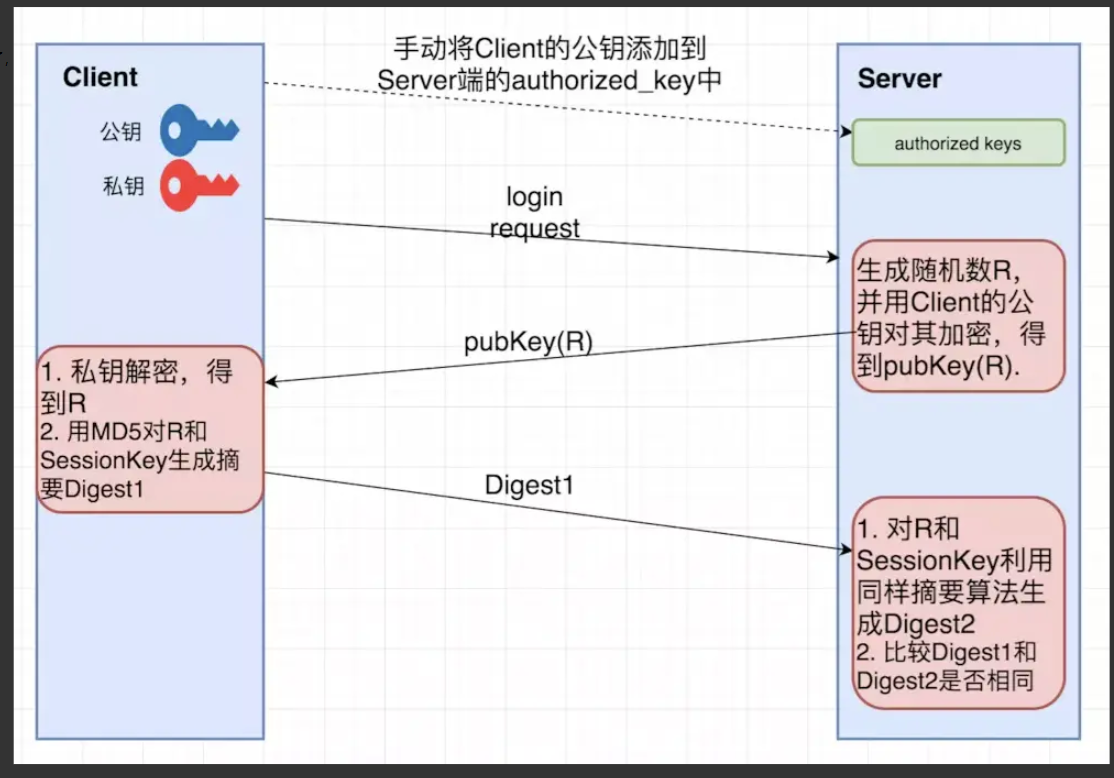 手动将Client的公钥添加到
Server端的authorized_key中
Client
公钥
私钥
Server
authorized keys
login
request
生成随机数R，
并用Client的公
钥对其加密，得
到pubKey(R).
pubKey(R)
1. 私钥解密，得
到R
2. 用MD5对R和
SessionKey生成摘
要Digest1
Digest1
1. 对R和
SessionKey利用
同样摘要算法生
成Digest2
2. 比较Digest1和
Digest2是否相同